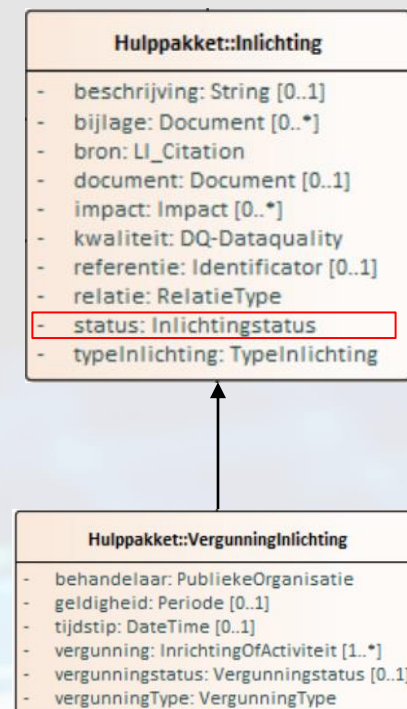 Hulppakket::Inlichting
- beschrijving: String [0..1]
- bijlage: Document [0..*]
- bron: LI_Citation
- document: Document [0..1]
- impact: Impact [0..*]
- kwaliteit: DQ-Dataquality
- referentie: Identificator [0..1]
- relatie: RelatieType
- status: Inlichtingstatus
- typeInlichting: TypeInlichting
Hulppakket::VergunningInlichting
- behandelaar: PubliekeOrganisatie
- geldigheid: Periode [0..1]
- tijdstip: DateTime [0..1]
- vergunning: InrichtingOfActiviteit [1..*]
- vergunningstatus: Vergunningstatus [0..1]
- vergunningType: VergunningType